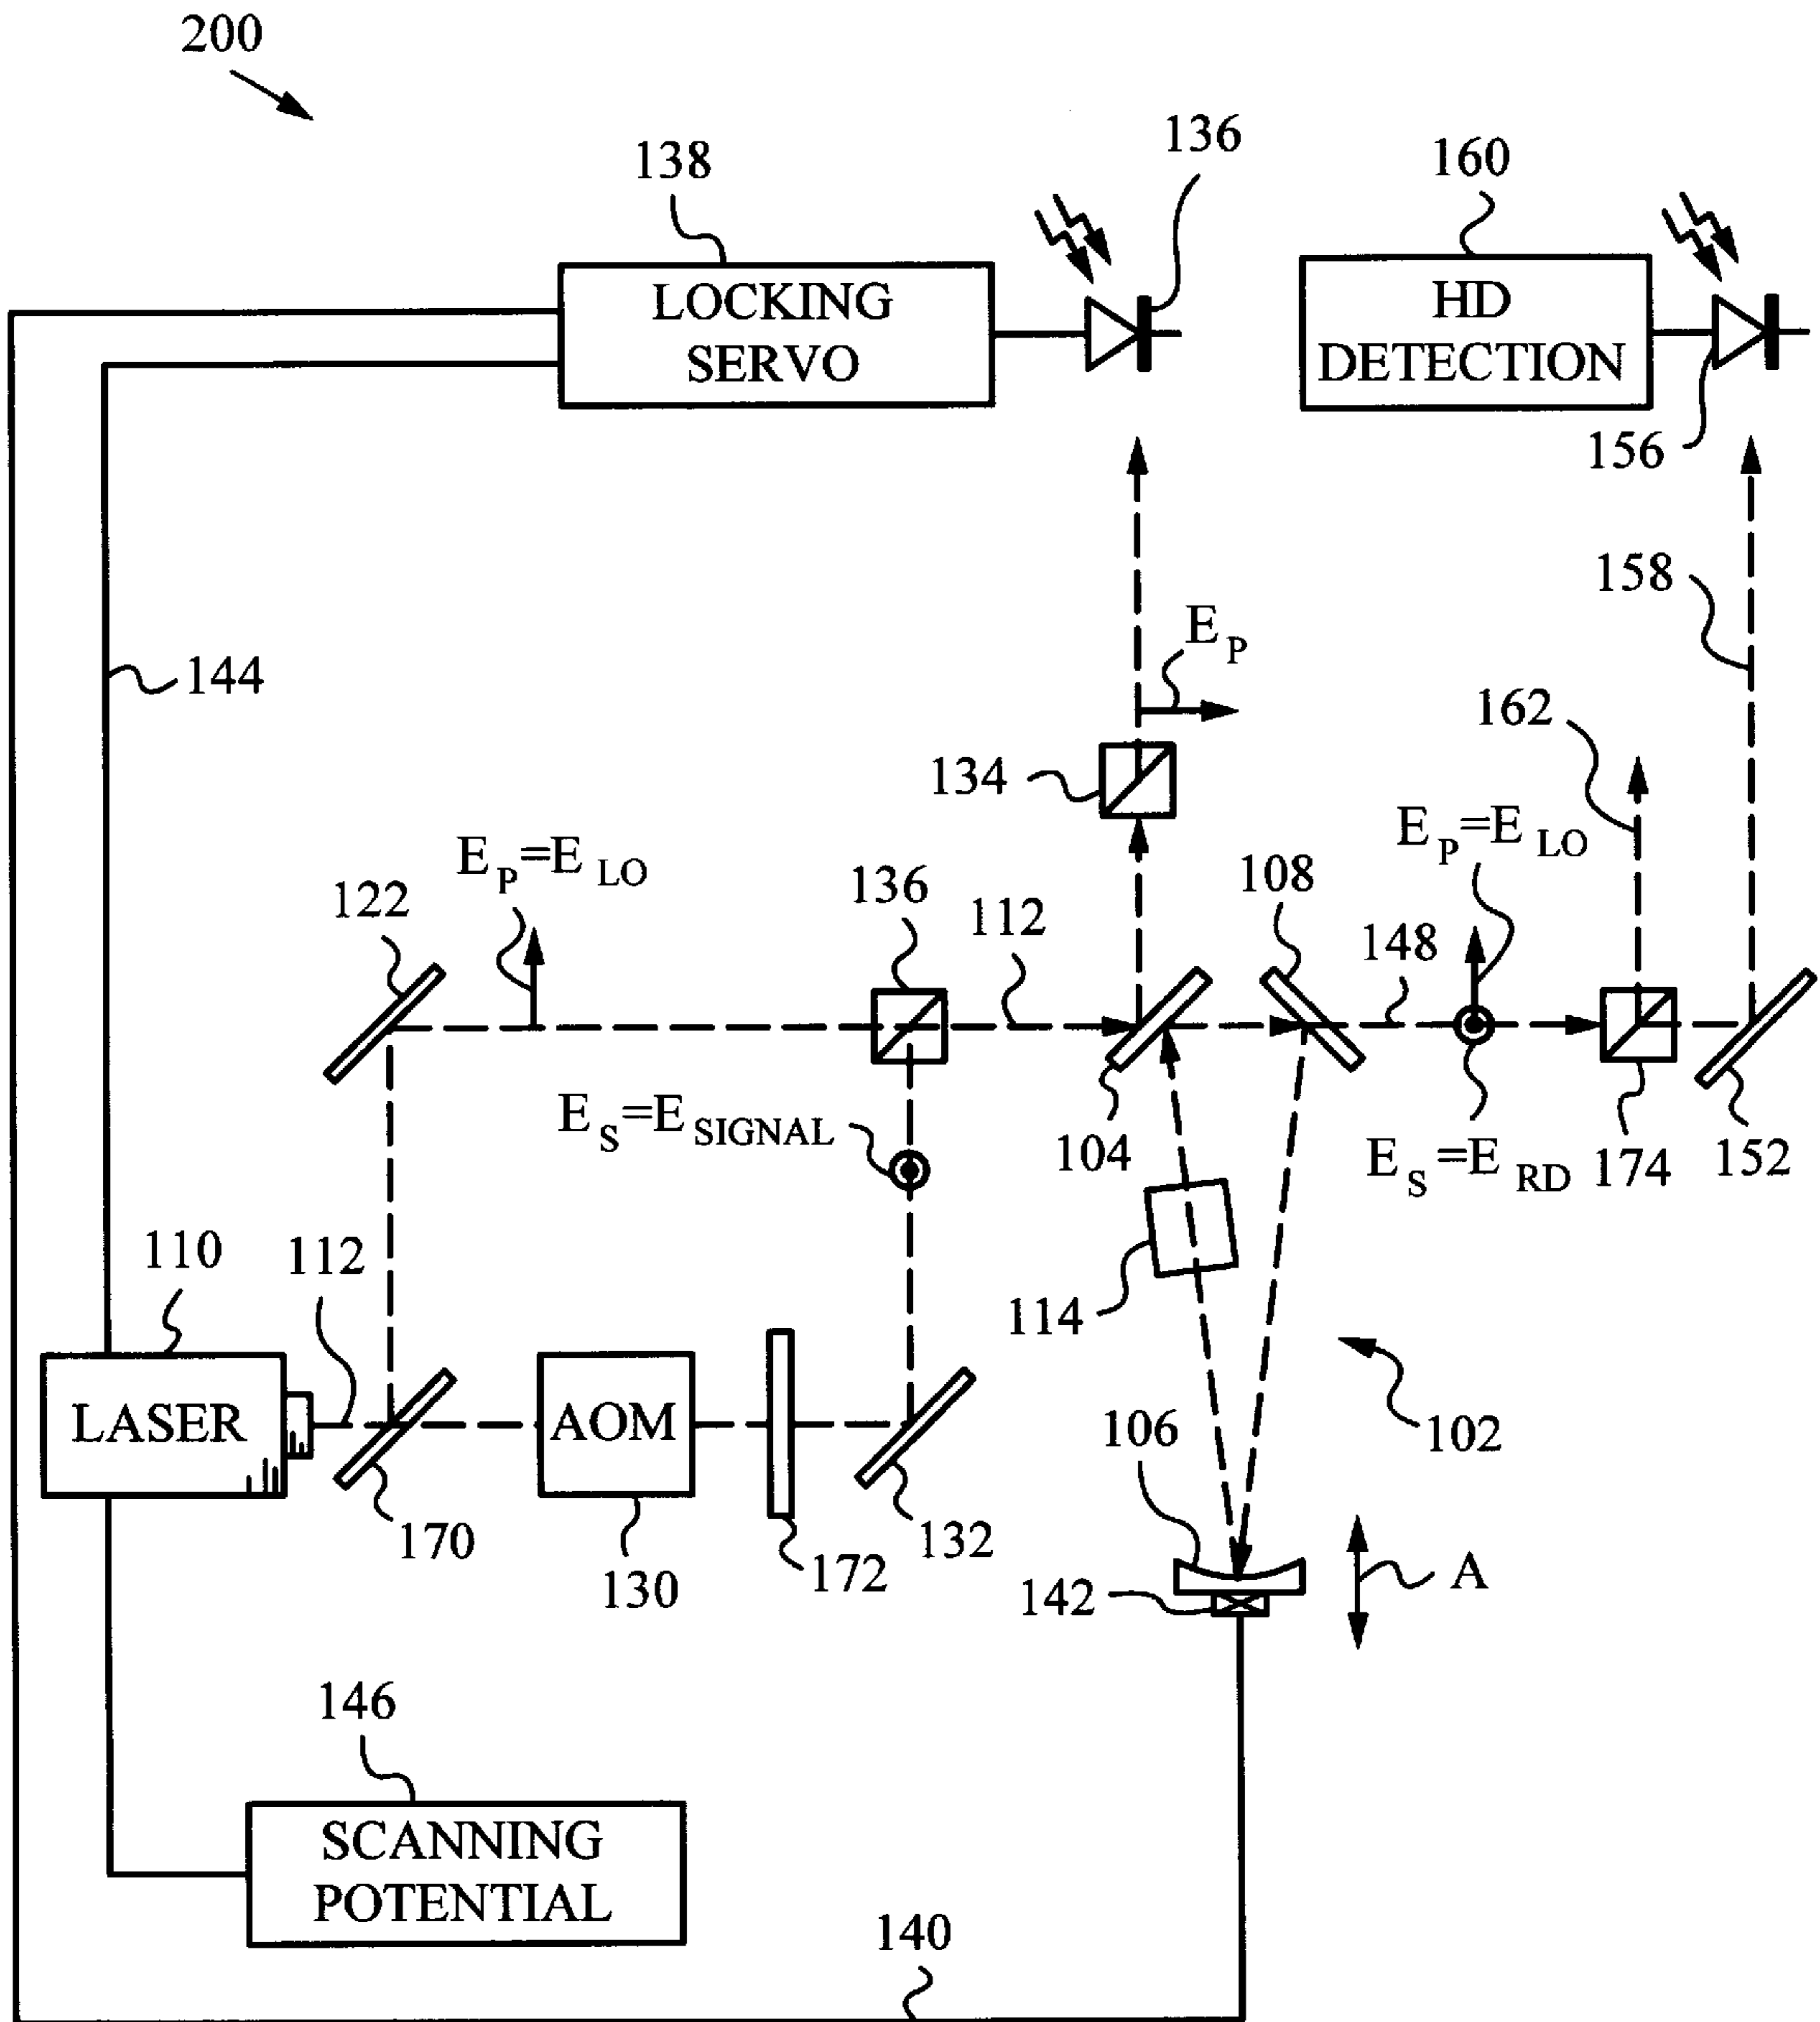 200
138
136
160
LOCKING
SERVO
HD
DETECTION
156
158
144
E P
162
134
E P =E LO
E P =E LO
108
122
136
112
148
E S =E SIGNAL
104
E S =E RD
174
152
110
112
114
LASER
AOM
106
102
170
132
172
130
142
A
146
SCANNING
POTENTIAL
140